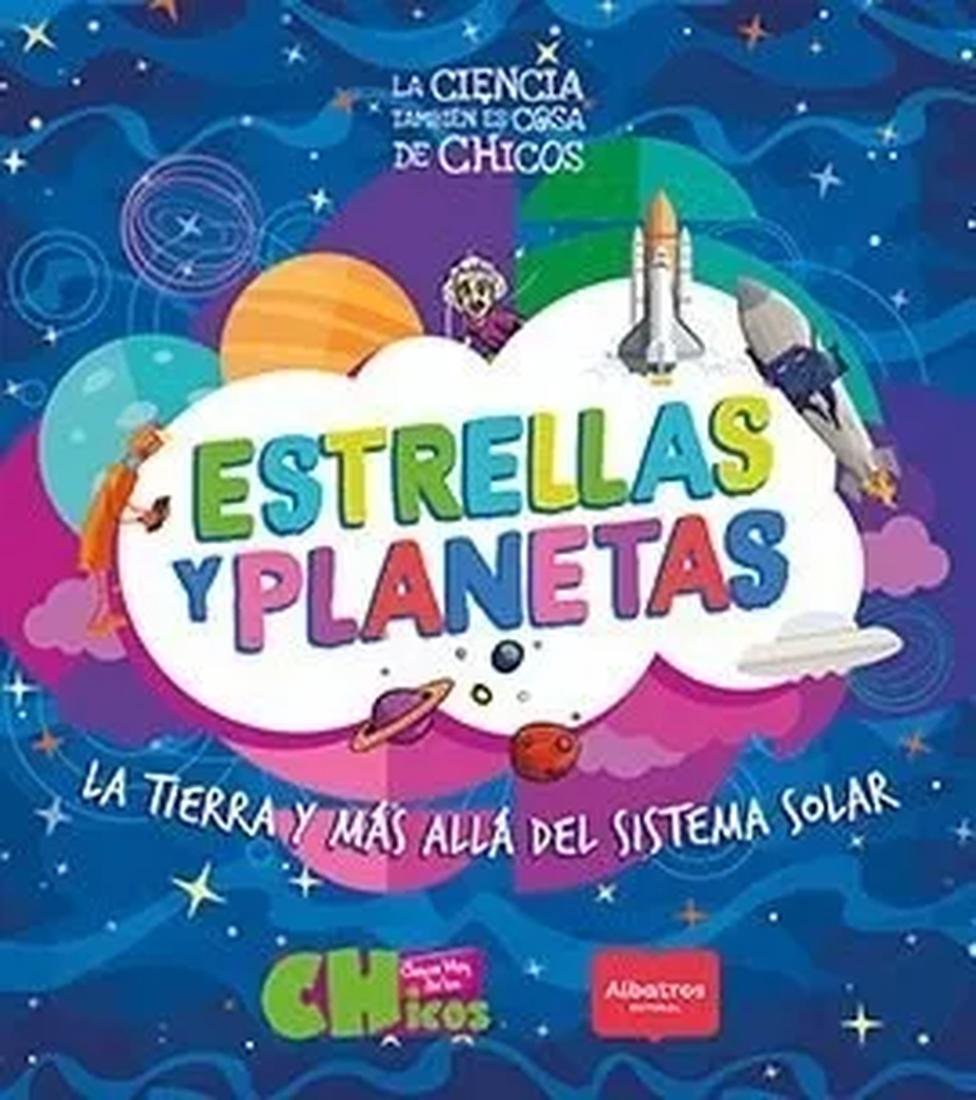 LA CIENCIA
TAMBIÉN ES COSA
DE CHICOS
ESTRELLAS
Y PLANETAS
LA TIERRA Y MÁS ALLÁ DEL SISTEMA SOLAR
CHicos
Albatros